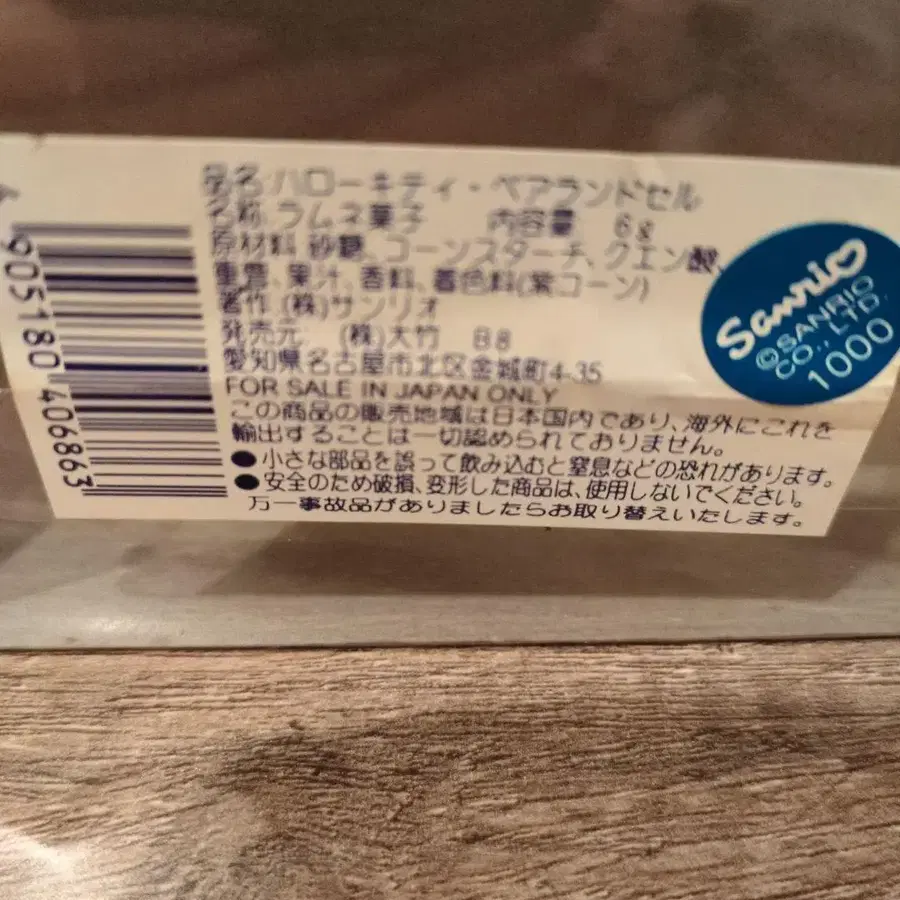 品名 ハローキティ・ペアランドセル
名称 ラムネ菓子 内容量 6g
原材料 砂糖、コーンスターチ、クエン酸、
重曹、果汁、香料、着色料(紫コーン)
著作 (株)サンリオ
発売元 (株)大竹 B8
愛知県名古屋市北区金城町4-35
FOR SALE IN JAPAN ONLY
この商品の販売地域は日本国内であり、海外にこれを
輸出することは一切認められておりません。
●小さな部品を誤って飲み込むと窒息などの恐れがあります。
●安全のため破損、変形した商品は、使用しないでください。
万一事故品がありましたらお取り替えいたします。
4 905180 406863
Sanrio
©SANRIO
CO., LTD.
1000